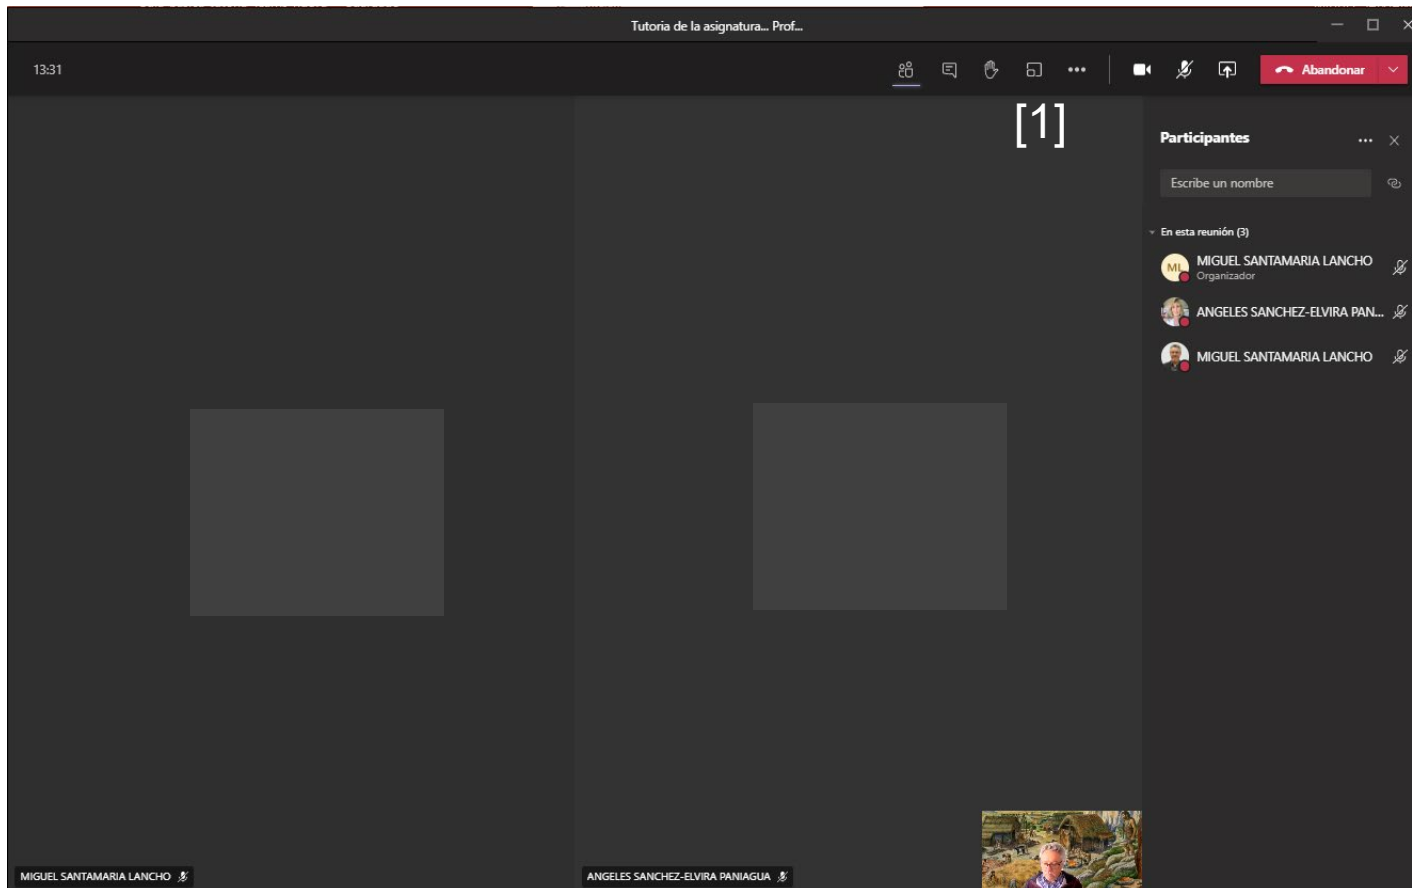 Tutoria de la asignatura... Prof...
13:31
Abandonar
[1]
Participantes
Escribe un nombre
En esta reunión (3)
ML
MIGUEL SANTAMARIA LANCHO
Organizador
ANGELES SANCHEZ-ELVIRA PAN...
MIGUEL SANTAMARIA LANCHO
MIGUEL SANTAMARIA LANCHO
ANGELES SANCHEZ-ELVIRA PANIAGUA